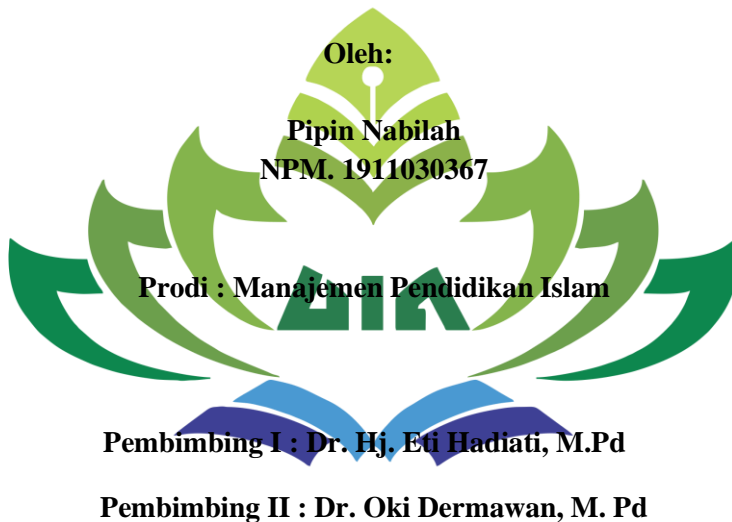 Oleh:
Pipin Nabilah
NPM. 1911030367
Prodi : Manajemen Pendidikan Islam
Pembimbing I : Dr. Hj. Eti Hadiati, M.Pd
Pembimbing II : Dr. Oki Dermawan, M. Pd